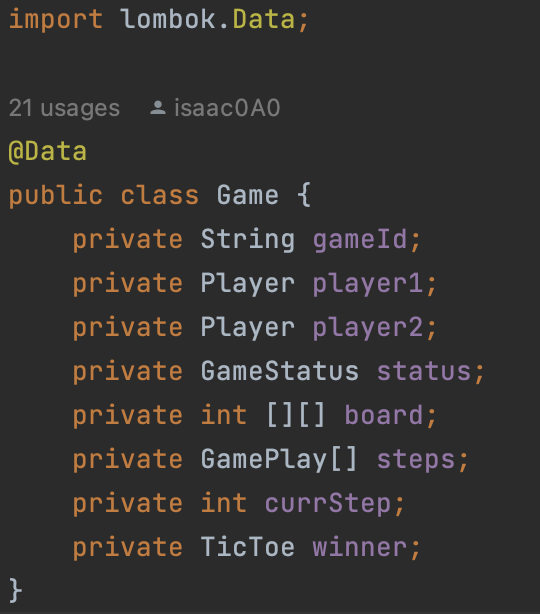 import lombok.Data;
21 usages isaac0A0
@Data
public class Game {
    private String gameId;
    private Player player1;
    private Player player2;
    private GameStatus status;
    private int [][] board;
    private GamePlay[] steps;
    private int currStep;
    private TicToe winner;
}